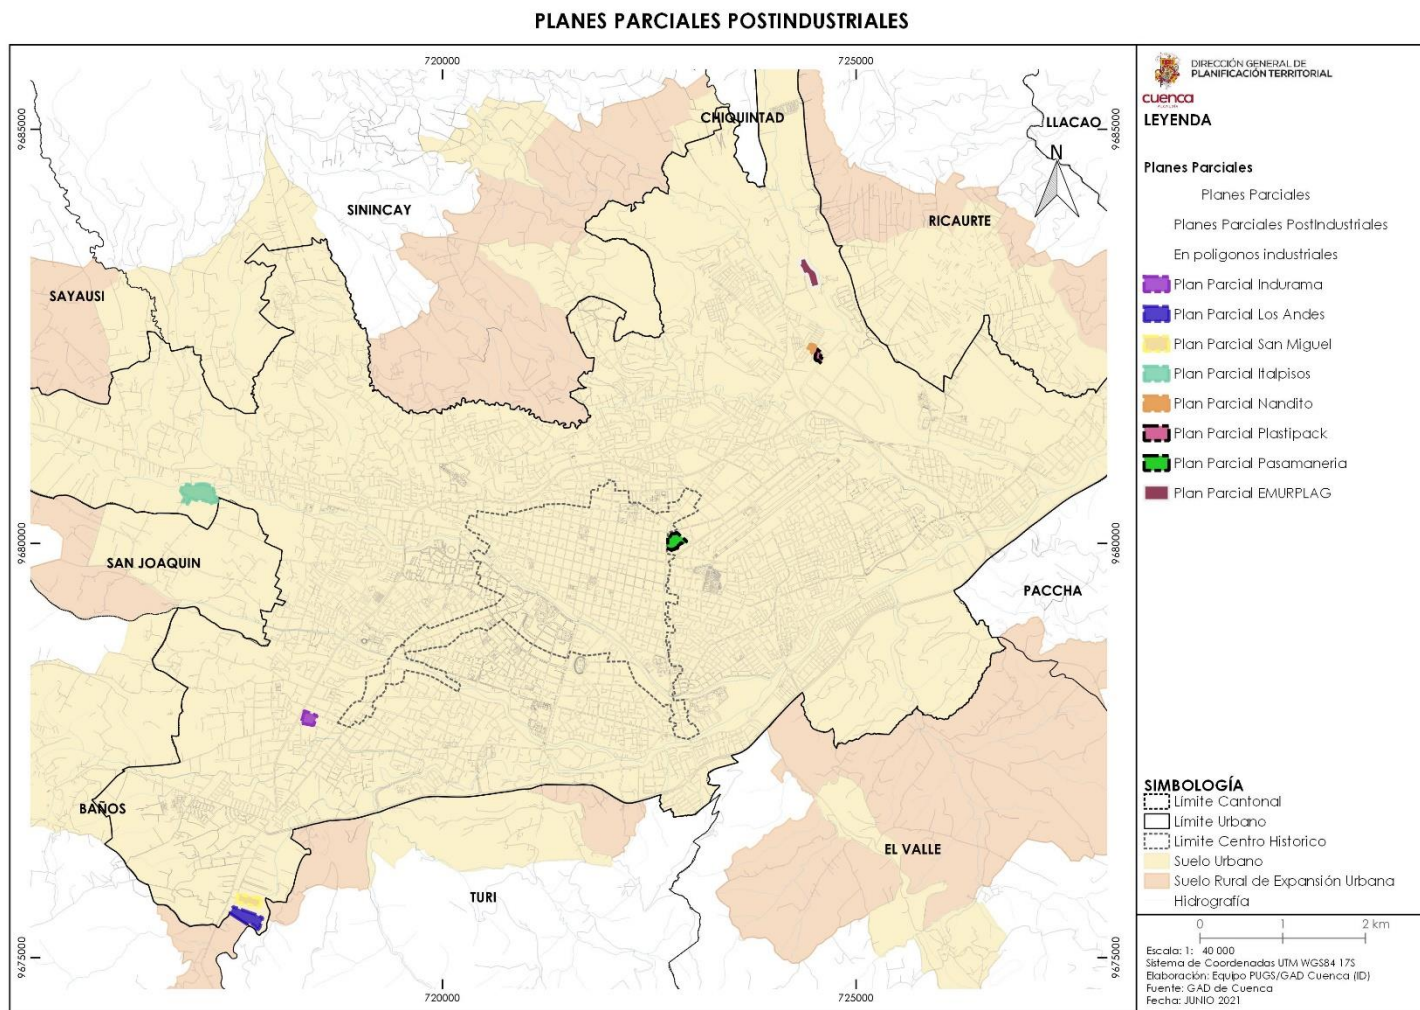 PLANES PARCIALES POSTINDUSTRIALES
720000
725000
9685000
9685000
CHIQUINTAD
LLACAO
N
SININCAY
RICAURTE
SAYAUSI
9680000
9680000
SAN JOAQUIN
PACCHA
BAÑOS
EL VALLE
TURI
9675000
9675000
720000
725000
DIRECCIÓN GENERAL DE
PLANIFICACIÓN TERRITORIAL
cuenca
LEYENDA
Planes Parciales
Planes Parciales
Planes Parciales PostIndustriales
En poligonos industriales
Plan Parcial Indurama
Plan Parcial Los Andes
Plan Parcial San Miguel
Plan Parcial Italpisos
Plan Parcial Nandito
Plan Parcial Plastipack
Plan Parcial Pasamaneria
Plan Parcial EMURPLAG
SIMBOLOGÍA
Límite Cantonal
Límite Urbano
Limite Centro Historico
Suelo Urbano
Suelo Rural de Expansión Urbana
Hidrografía
0 1 2 km
Escala: 1: 40 000
Sistema de Coordenadas UTM WGS84 17S
Elaboración: Equipo PUGS/GAD Cuenca (ID)
Fuente: GAD de Cuenca
Fecha: JUNIO 2021